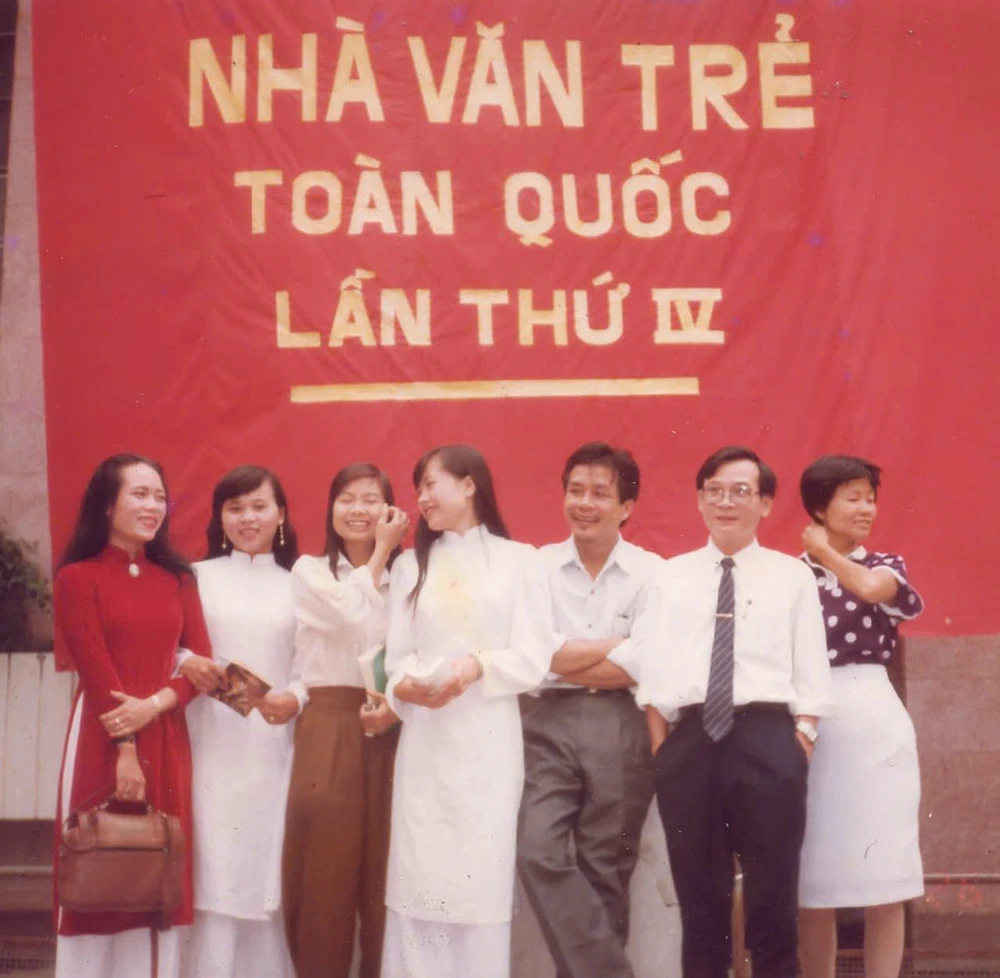 NHÀ VĂN TRẺ
TOÀN QUỐC
LẦN THỨ IV